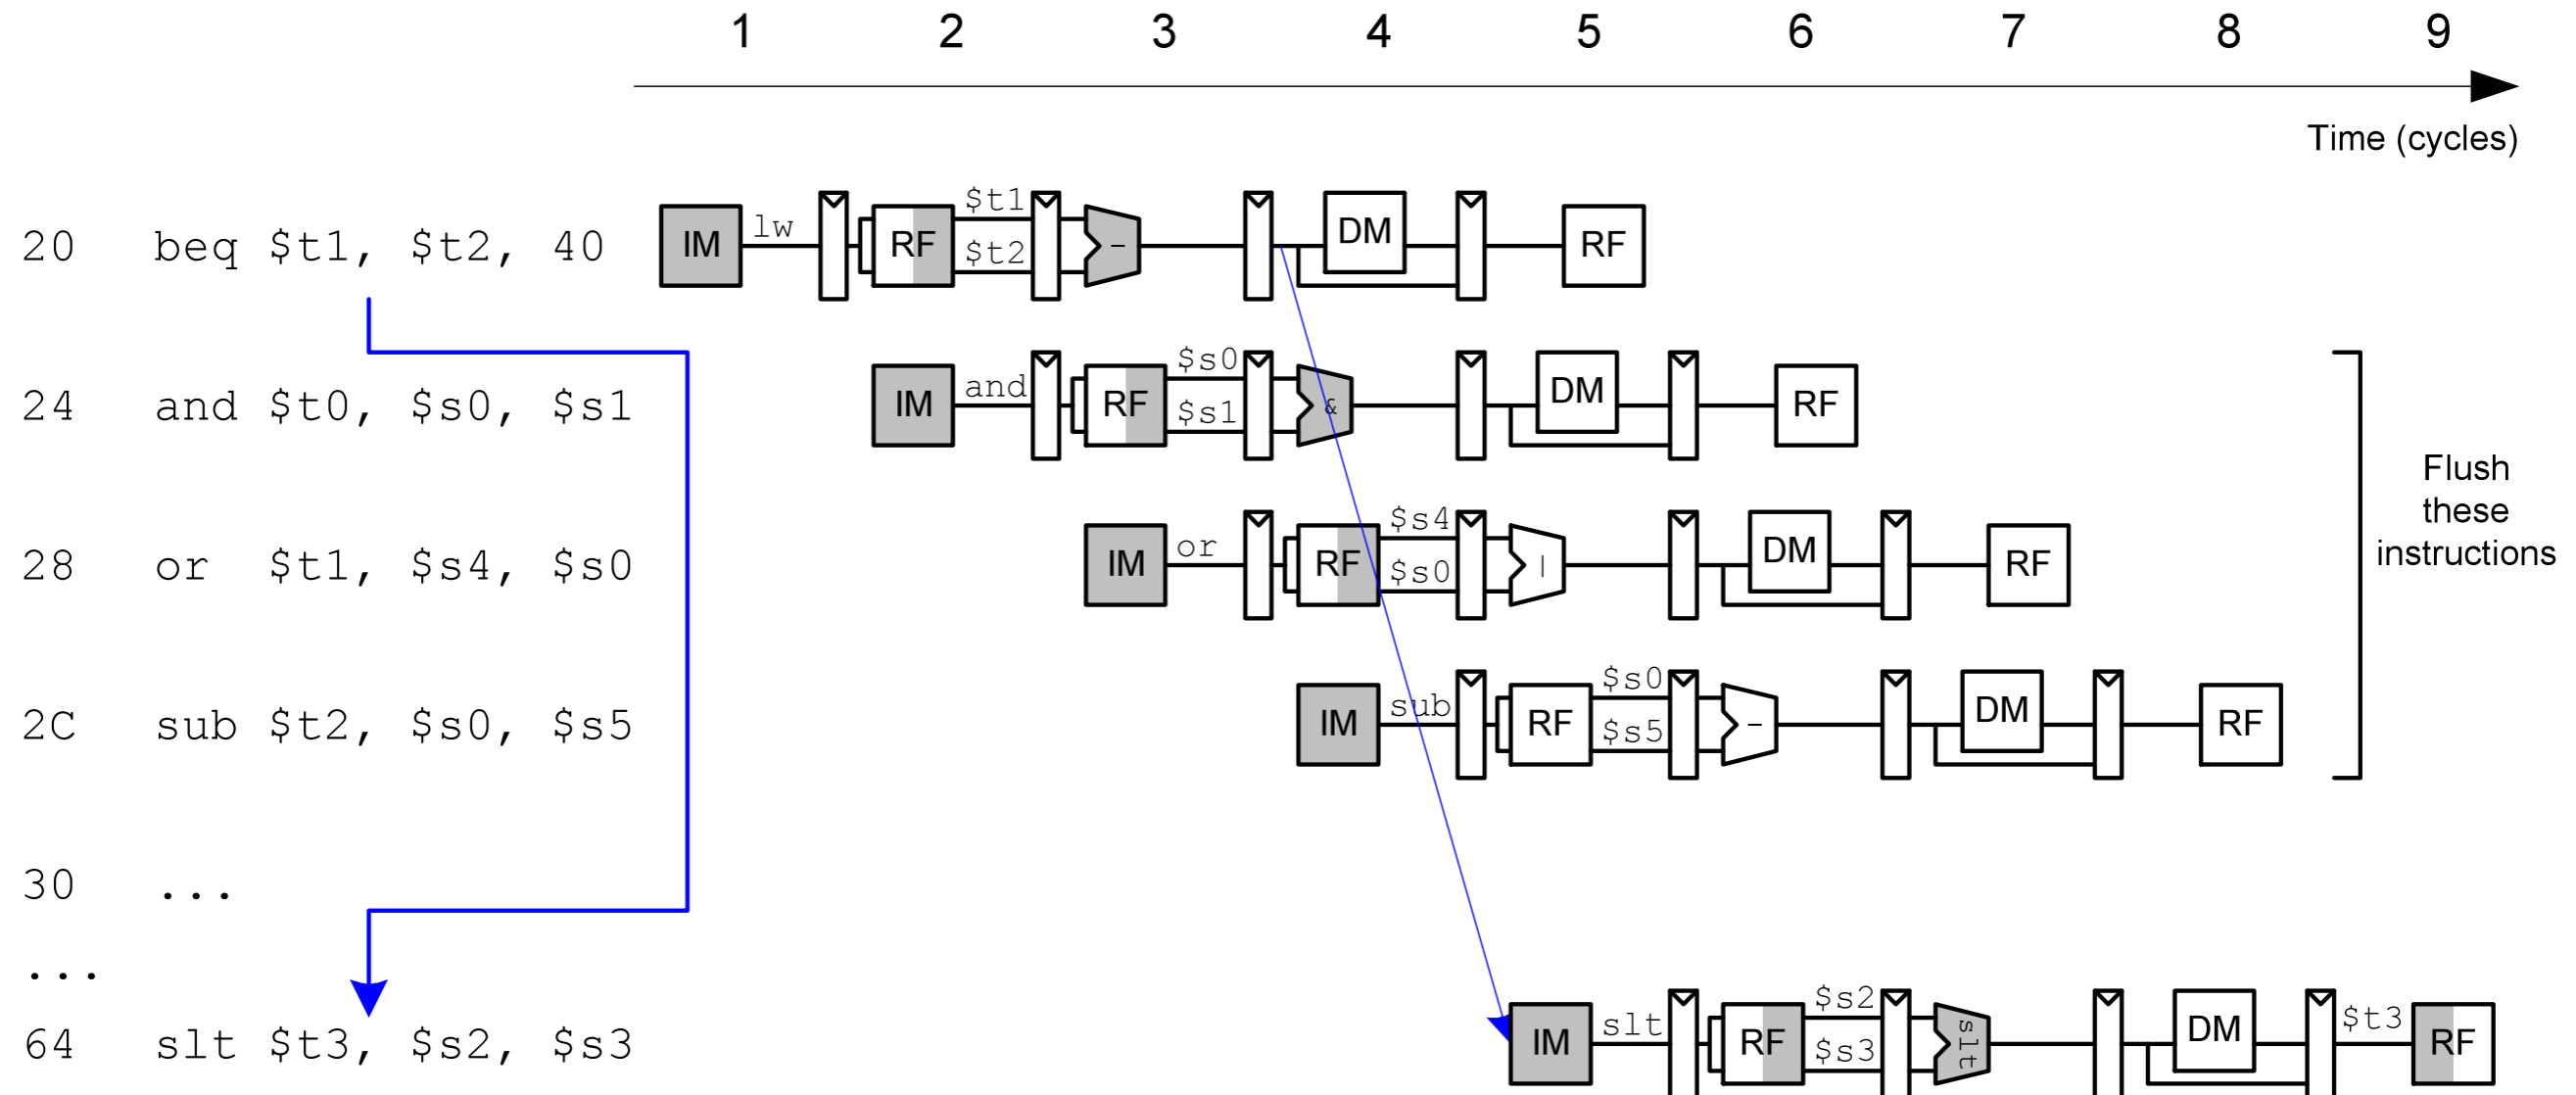 1 2 3 4 5 6 7 8 9
Time (cycles)
20 beq $t1, $t2, 40 IM lw RF $t1 $t2 - DM RF
24 and $t0, $s0, $s1 IM and RF $s0 $s1 & DM RF
28 or $t1, $s4, $s0 IM or RF $s4 $s0 | DM RF
2C sub $t2, $s0, $s5 IM sub RF $s0 $s5 - DM RF
Flush
these
instructions
30 ...
...
64 slt $t3, $s2, $s3 IM slt RF $s2 $s3 slt DM $t3 RF